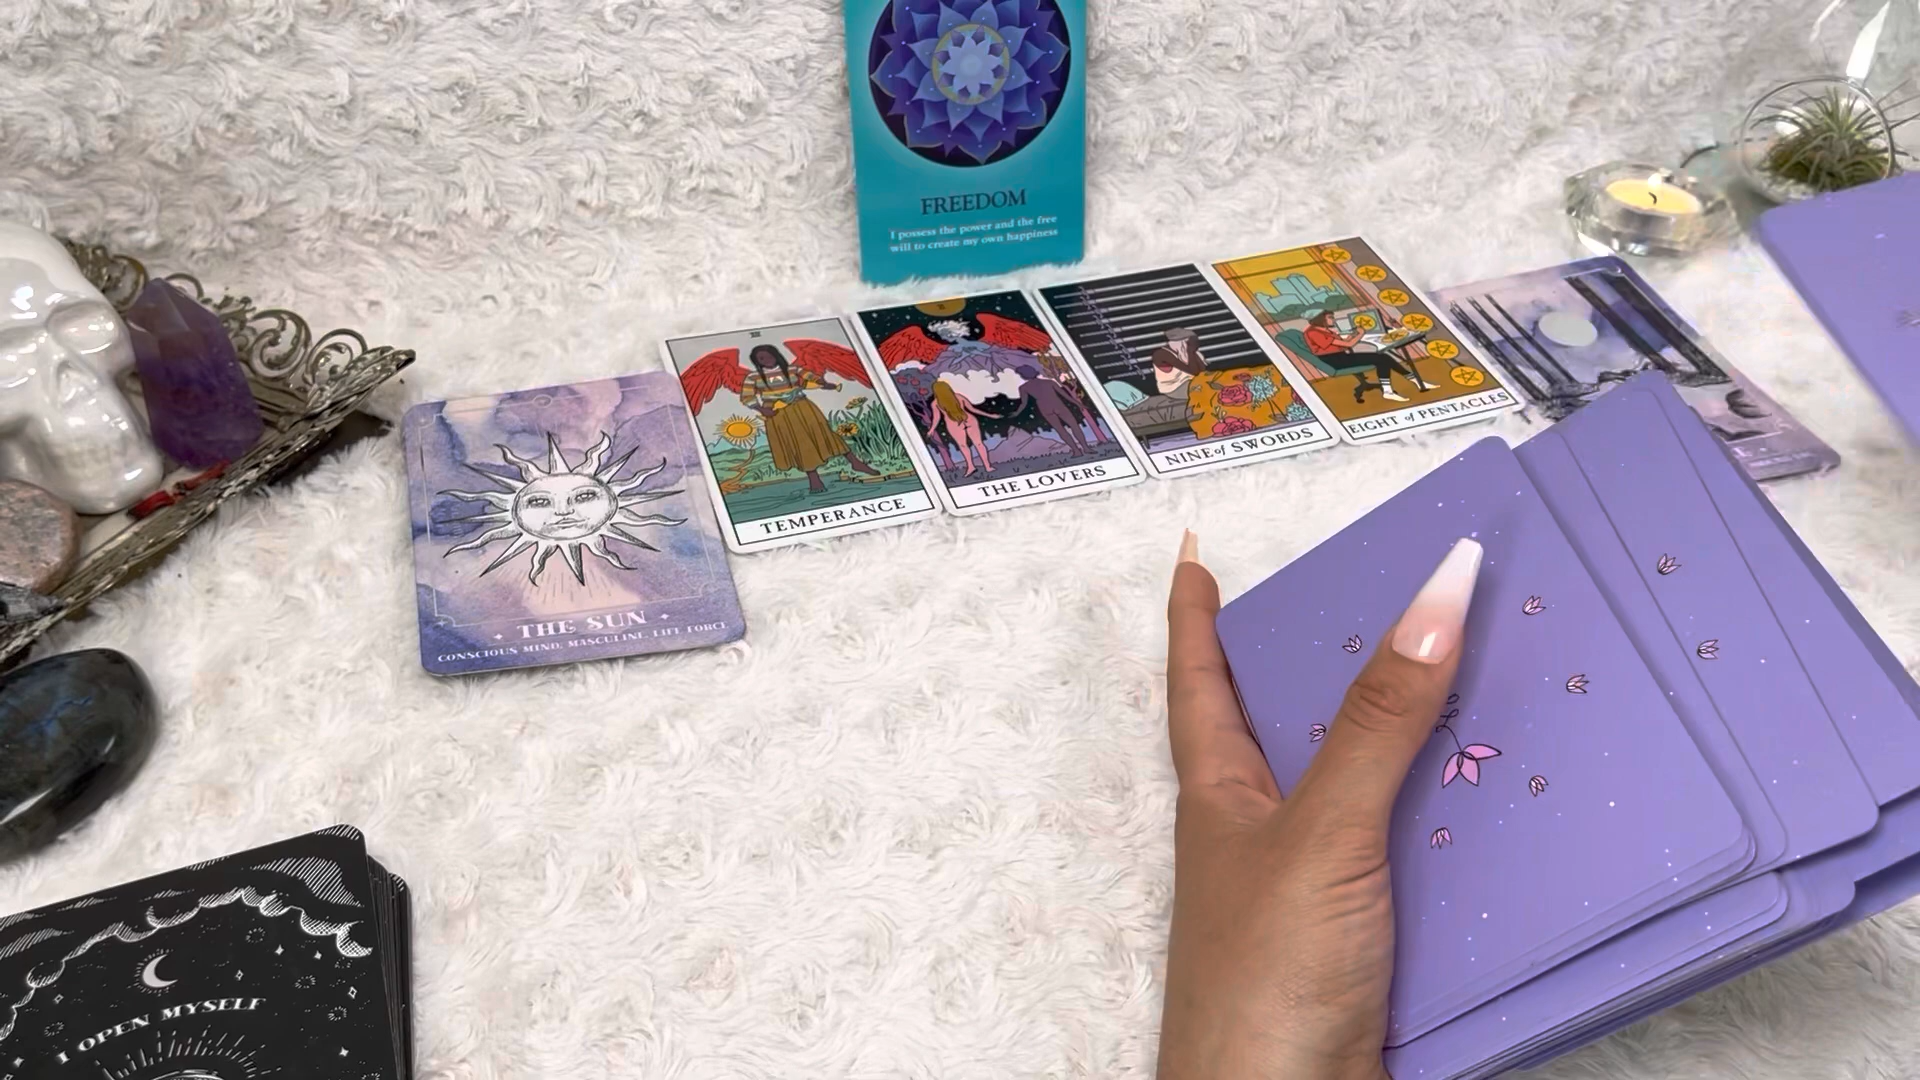 FREEDOM
I possess the power and the free
will to create my own happiness
TEMPERANCE
THE LOVERS
NINE of SWORDS
EIGHT of PENTACLES
THE SUN
CONSCIOUS MIND, MASCULINE, LIFE FORCE
I OPEN MYSELF